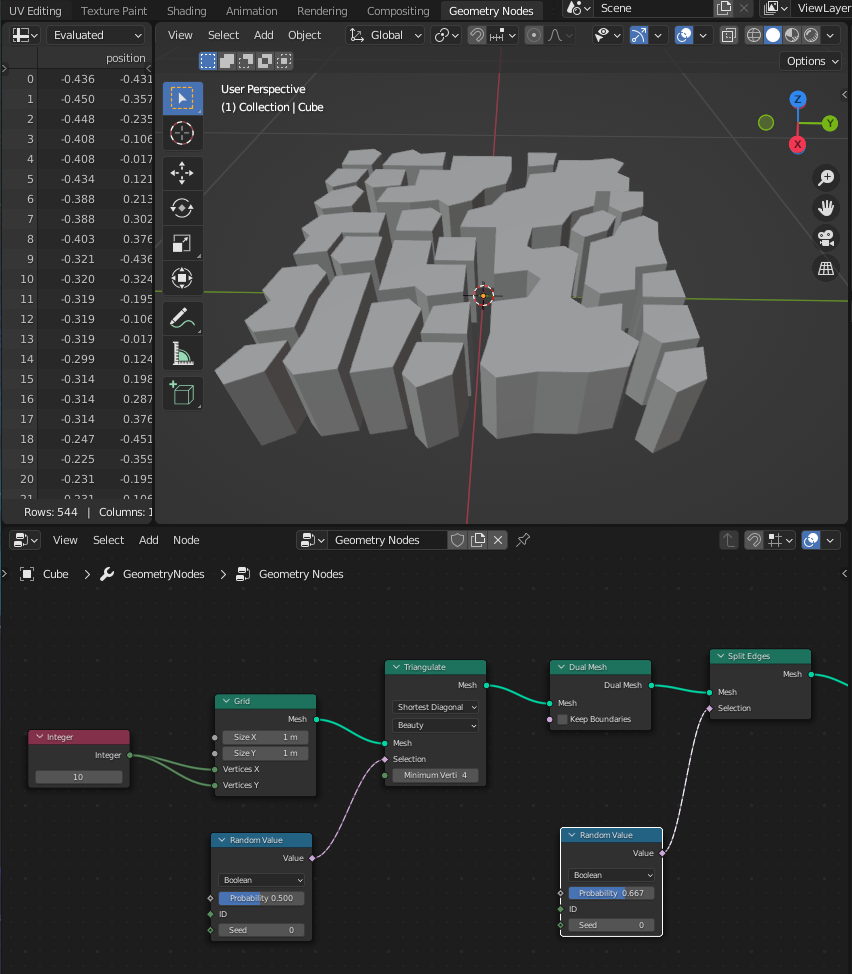 UV Editing Texture Paint Shading Animation Rendering Compositing Geometry Nodes Scene ViewLayer
Evaluated
View Select Add Object Global
Options
position
0 -0.436 -0.431
1 -0.450 -0.357
2 -0.448 -0.235
3 -0.408 -0.106
4 -0.408 -0.017
5 -0.434 0.121
6 -0.388 0.213
7 -0.388 0.302
8 -0.403 0.376
9 -0.321 -0.436
10 -0.320 -0.324
11 -0.319 -0.195
12 -0.319 -0.106
13 -0.319 -0.017
14 -0.299 0.124
15 -0.314 0.198
16 -0.314 0.287
17 -0.314 0.376
18 -0.247 -0.451
19 -0.225 -0.359
20 -0.231 -0.195
Rows: 544 | Columns: 1
User Perspective
(1) Collection | Cube
Z
Y
X
View Select Add Node Geometry Nodes
Cube GeometryNodes Geometry Nodes
Integer
Integer
10
Grid
Mesh
Size X 1 m
Size Y 1 m
Vertices X
Vertices Y
Random Value
Value
Boolean
Probability 0.500
ID
Seed 0
Triangulate
Mesh
Shortest Diagonal
Beauty
Mesh
Selection
Minimum Verti 4
Dual Mesh
Dual Mesh
Mesh
Keep Boundaries
Random Value
Value
Boolean
Probability 0.667
ID
Seed 0
Split Edges
Mesh
Mesh
Selection